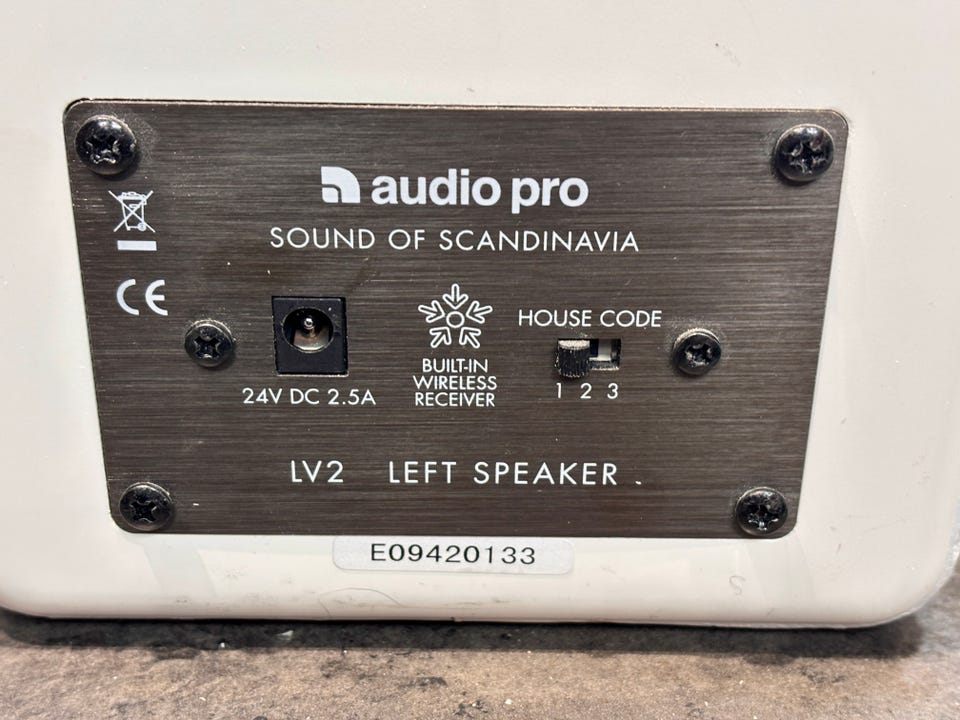 audio pro
SOUND OF SCANDINAVIA
CE
HOUSE CODE
24V DC 2.5A
BUILT-IN
WIRELESS
RECEIVER
1 2 3
LV2 LEFT SPEAKER
E09420133